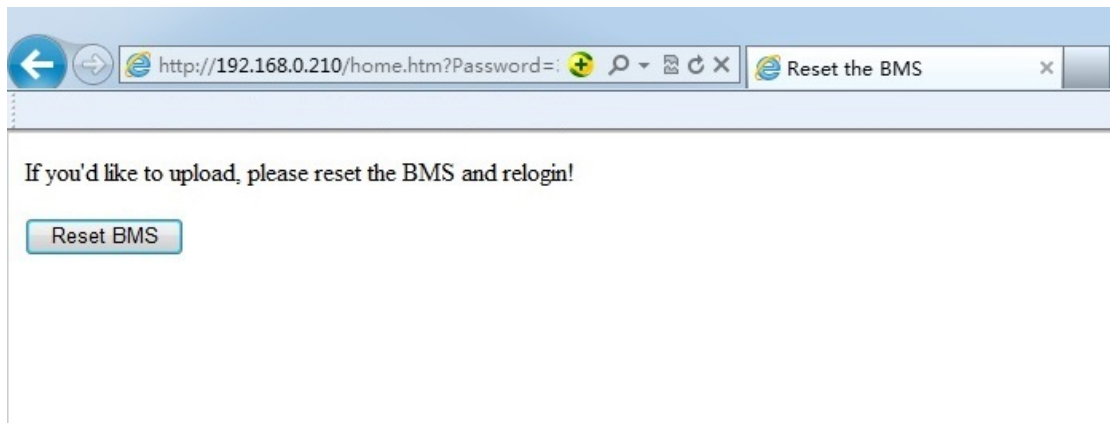 http://192.168.0.210/home.htm?Password=
Reset the BMS
If you'd like to upload, please reset the BMS and relogin!
Reset BMS